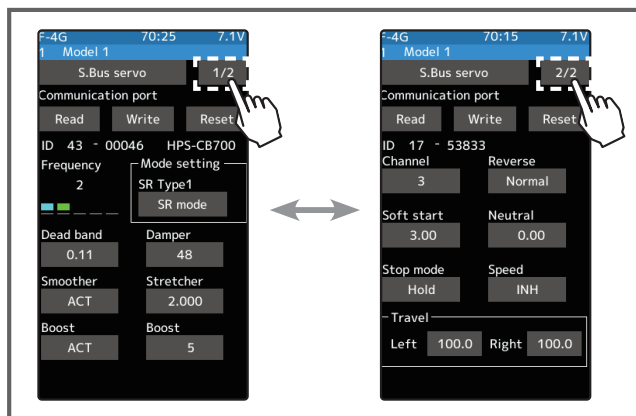 F-4G 70:25 7.1V
1 Model 1
S.Bus servo 1/2
Communication port
Read Write Reset
ID 43 - 00046 HPS-CB700
Frequency Mode setting
2 SR Type1
SR mode
Dead band Damper
0.11 48
Smoother Stretcher
ACT 2.000
Boost Boost
ACT 5
F-4G 70:15 7.1V
1 Model 1
S.Bus servo 2/2
Communication port
Read Write Reset
ID 17 - 53833
Channel Reverse
3 Normal
Soft start Neutral
3.00 0.00
Stop mode Speed
Hold INH
Travel
Left 100.0 Right 100.0